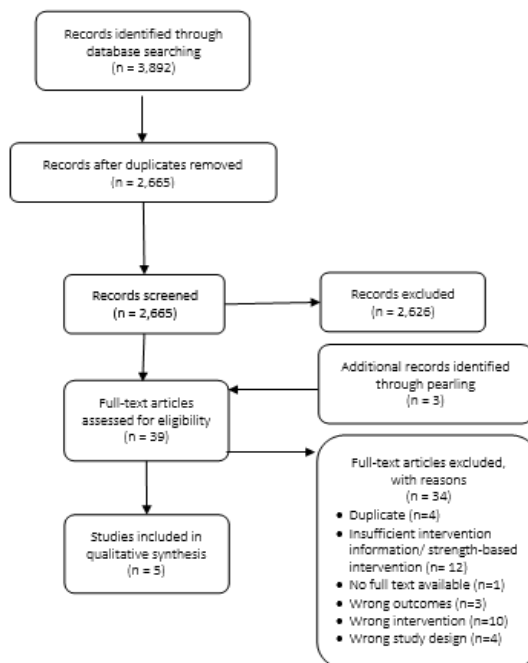 Records identified through
database searching
(n = 3,892)
Records after duplicates removed
(n = 2,665)
Records screened
(n = 2,665)
Records excluded
(n = 2,626)
Additional records identified
through pearling
(n = 3)
Full-text articles
assessed for eligibility
(n = 39)
Full-text articles excluded,
with reasons
(n = 34)
• Duplicate (n=4)
• Insufficient intervention
information/ strength-based
intervention (n= 12)
• No full text available (n=1)
• Wrong outcomes (n=3)
• Wrong intervention (n=10)
• Wrong study design (n=4)
Studies included in
qualitative synthesis
(n = 5)